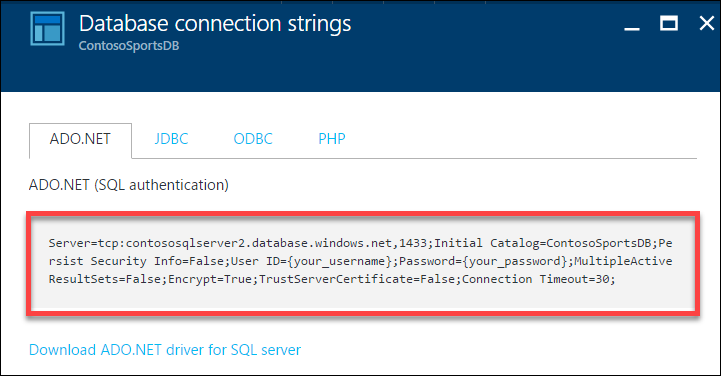 Database connection strings
ContosoSportsDB
ADO.NET JDBC ODBC PHP
ADO.NET (SQL authentication)
Server=tcp:contososqlserver2.database.windows.net,1433;Initial Catalog=ContosoSportsDB;Pe
rsist Security Info=False;User ID={your_username};Password={your_password};MultipleActive
ResultSets=False;Encrypt=True;TrustServerCertificate=False;Connection Timeout=30;
Download ADO.NET driver for SQL server